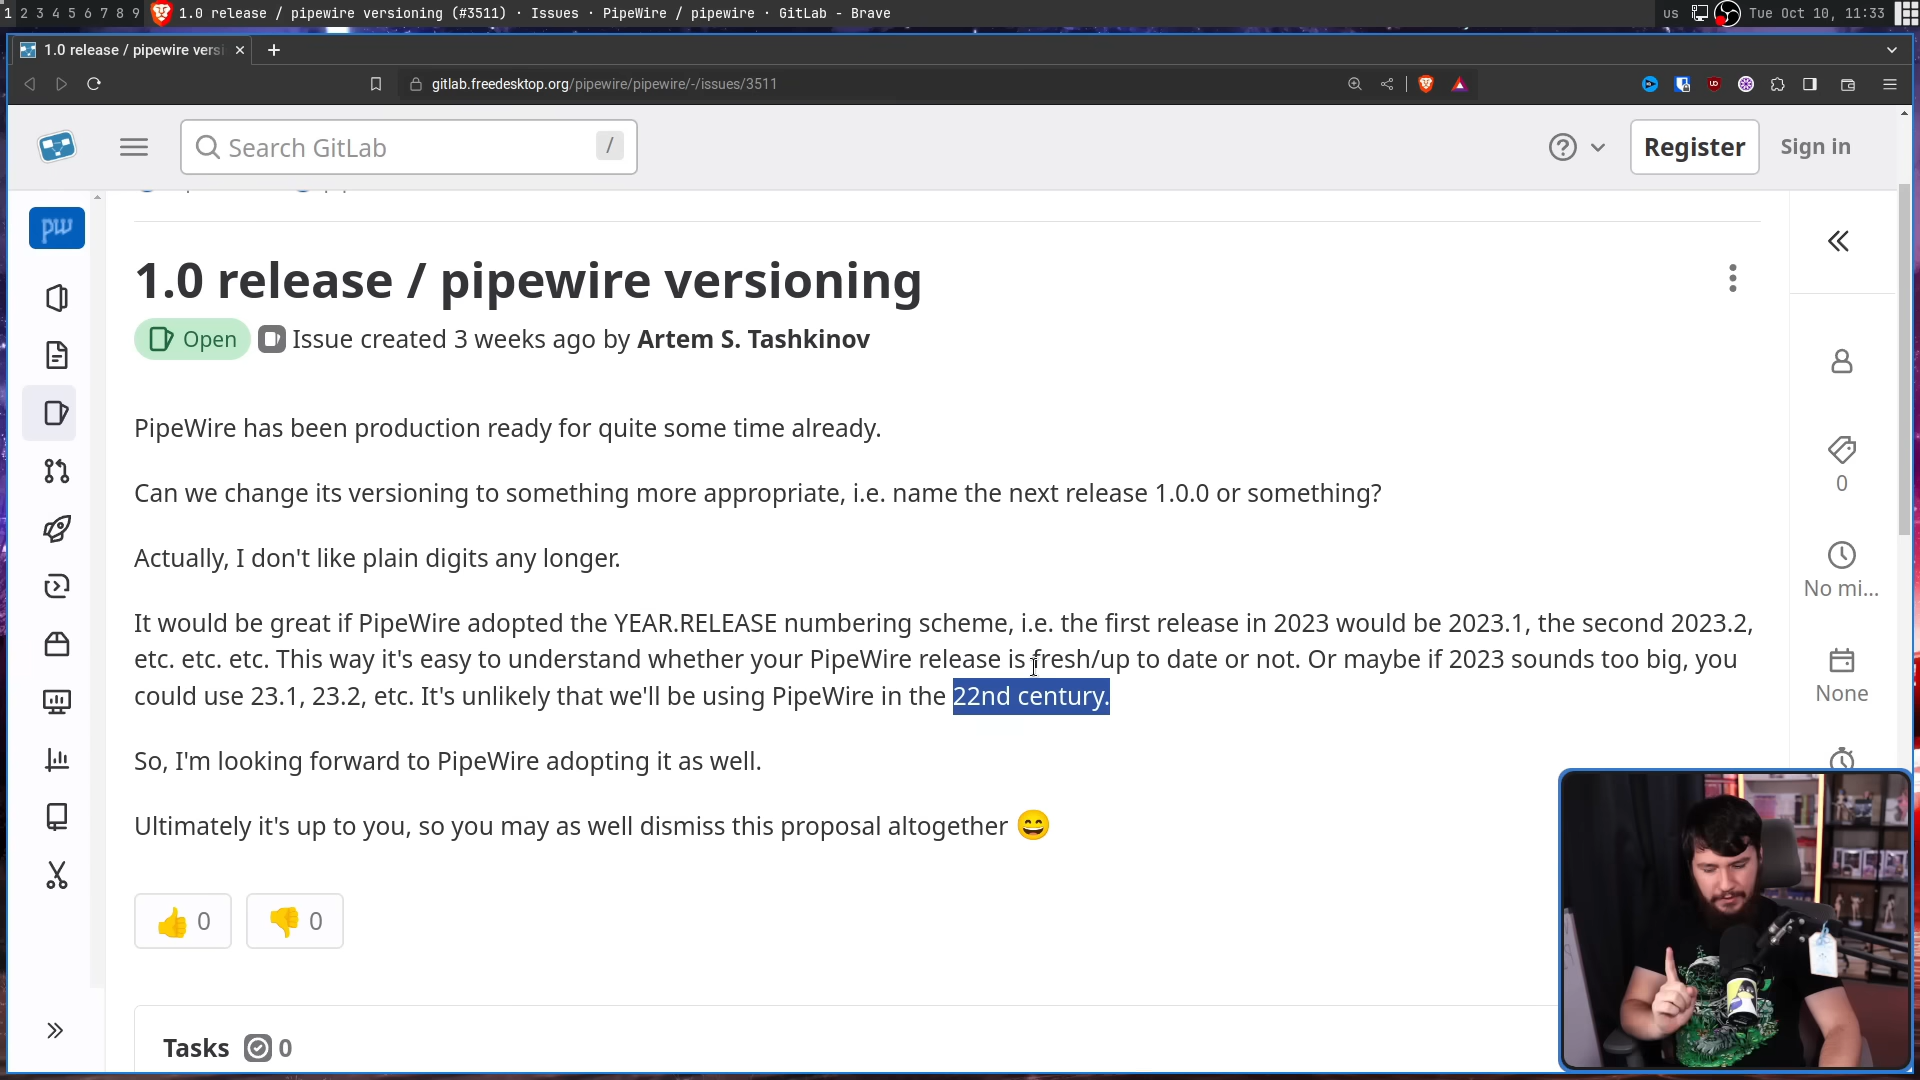 1 2 3 4 5 6 7 8 9 1.0 release / pipewire versioning (#3511) · Issues · PipeWire / pipewire · GitLab - Brave us Tue Oct 10, 11:33
1.0 release / pipewire versi
gitlab.freedesktop.org/pipewire/pipewire/-/issues/3511
Search GitLab / Register Sign in
pw
1.0 release / pipewire versioning
Open Issue created 3 weeks ago by Artem S. Tashkinov
PipeWire has been production ready for quite some time already.
Can we change its versioning to something more appropriate, i.e. name the next release 1.0.0 or something?
Actually, I don't like plain digits any longer.
It would be great if PipeWire adopted the YEAR.RELEASE numbering scheme, i.e. the first release in 2023 would be 2023.1, the second 2023.2,
etc. etc. etc. This way it's easy to understand whether your PipeWire release is fresh/up to date or not. Or maybe if 2023 sounds too big, you
could use 23.1, 23.2, etc. It's unlikely that we'll be using PipeWire in the 22nd century.
So, I'm looking forward to PipeWire adopting it as well.
Ultimately it's up to you, so you may as well dismiss this proposal altogether 😄
👍 0 👎 0
Tasks 0
0
No mi...
None